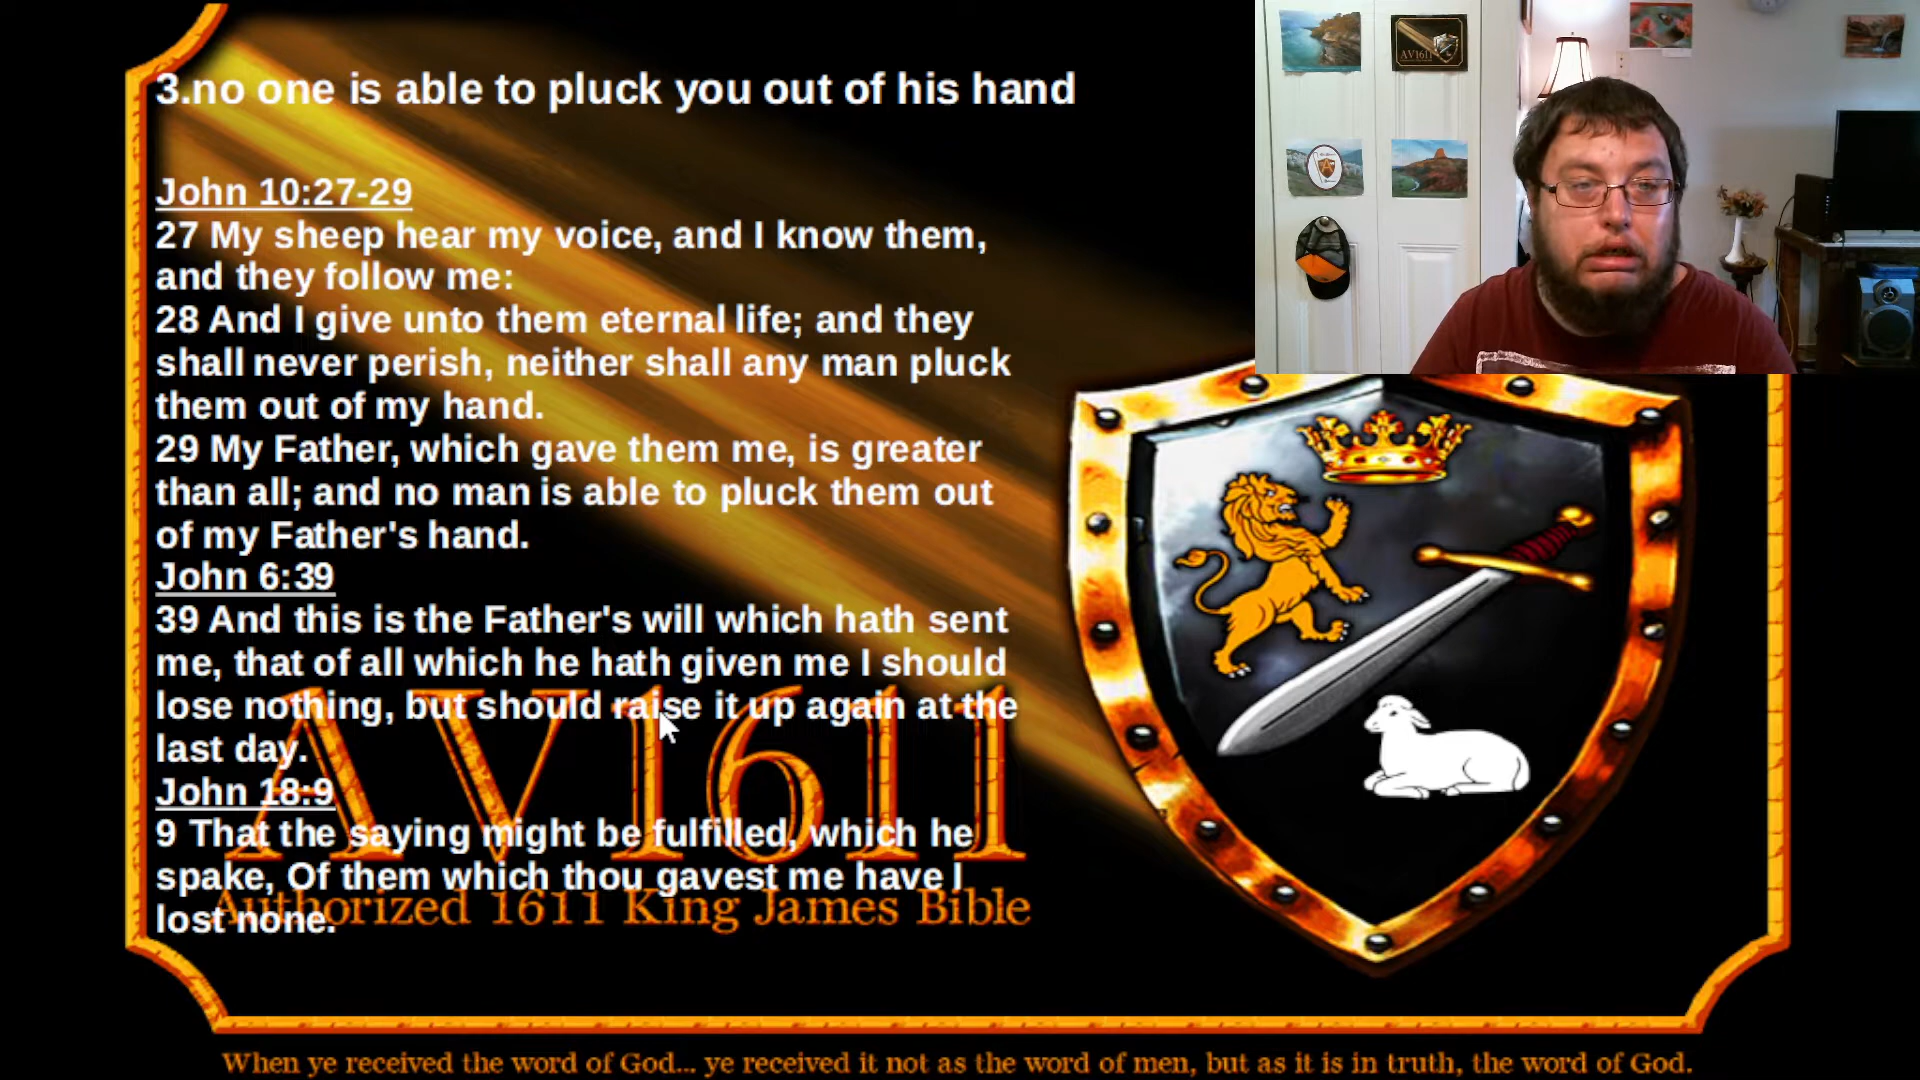 3.no one is able to pluck you out of his hand
John 10:27-29
27 My sheep hear my voice, and I know them,
and they follow me:
28 And I give unto them eternal life; and they
shall never perish, neither shall any man pluck
them out of my hand.
29 My Father, which gave them me, is greater
than all; and no man is able to pluck them out
of my Father's hand.
John 6:39
39 And this is the Father's will which hath sent
me, that of all which he hath given me I should
lose nothing, but should raise it up again at the
last day.
John 18:9
9 That the saying might be fulfilled, which he
spake, Of them which thou gavest me have I
lost none.
AV1611
Authorized 1611 King James Bible
When ye received the word of God... ye received it not as the word of men, but as it is in truth, the word of God.
AV1611